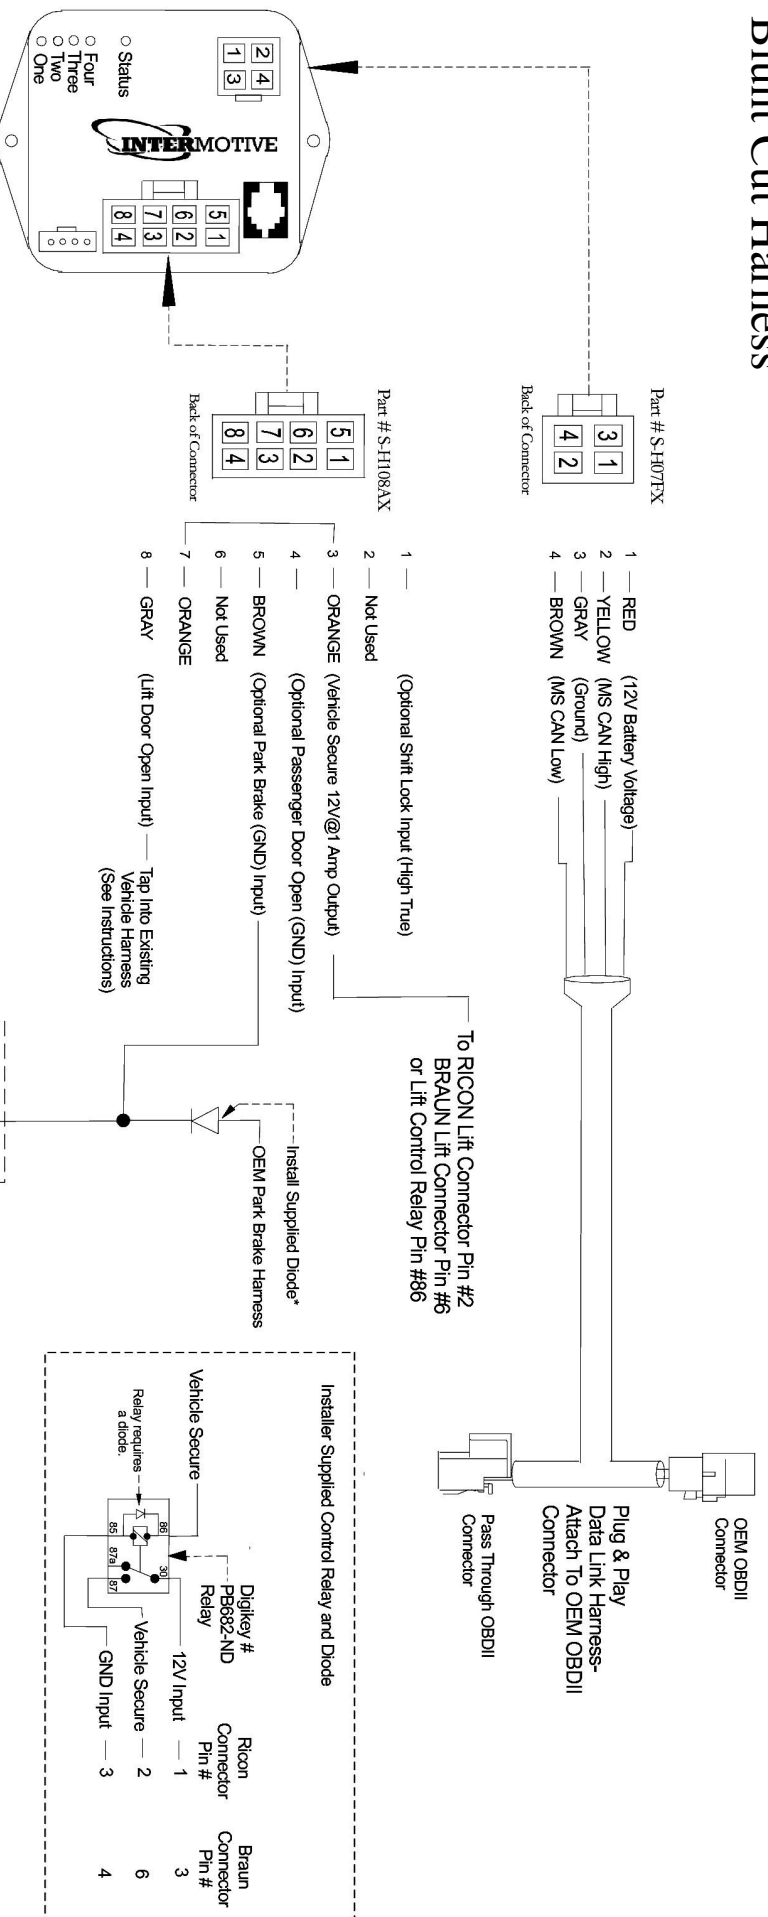 Blunt Cut Harness
2 4
1 3
Status
Four
Three
Two
One
INTERMOTIVE
5 1
6 2
7 3
8 4
Part # S-H07FX
3 1
4 2
Back of Connector
1 — RED (12V Battery Voltage)
2 — YELLOW (MS CAN High)
3 — GRAY (Ground)
4 — BROWN (MS CAN Low)
OEM OBDII
Connector
Plug & Play
Data Link Harness-
Attach To OEM OBDII
Connector
Pass Through OBDII
Connector
Part # S-H108AX
5 1
6 2
7 3
8 4
Back of Connector
1 — (Optional Shift Lock Input (High True)
2 — Not Used
3 — ORANGE (Vehicle Secure 12V@1 Amp Output)
4 — (Optional Passenger Door Open (GND) Input)
5 — BROWN (Optional Park Brake (GND) Input)
6 — Not Used
7 — ORANGE
8 — GRAY (Lift Door Open Input) — Tap Into Existing
Vehicle Harness
(See Instructions)
To RICON Lift Connector Pin #2
BRAUN Lift Connector Pin #6
or Lift Control Relay Pin #86
Install Supplied Diode*
OEM Park Brake Harness
Installer Supplied Control Relay and Diode
Vehicle Secure
Relay requires
a diode.
Digikey #
PB682-ND
Relay
86
85
30
87a
87
Ricon
Connector
Pin #
Braun
Connector
Pin #
12V Input — 1 3
Vehicle Secure — 2 6
GND Input — 3 4